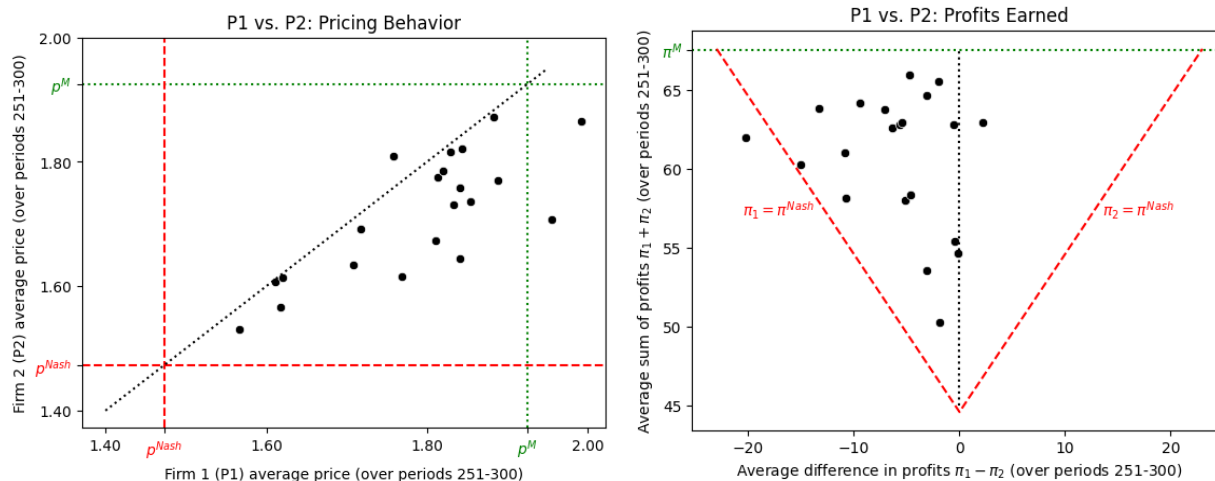 P1 vs. P2: Pricing Behavior
Firm 2 (P2) average price (over periods 251-300)
2.00
p^M
1.80
1.60
p^Nash
1.40
1.40
p^Nash
1.60
1.80
p^M
2.00
Firm 1 (P1) average price (over periods 251-300)
P1 vs. P2: Profits Earned
Average sum of profits π₁ + π₂ (over periods 251-300)
π^M
65
60
55
50
45
π₁ = π^Nash
π₂ = π^Nash
−20
−10
0
10
20
Average difference in profits π₁ − π₂ (over periods 251-300)